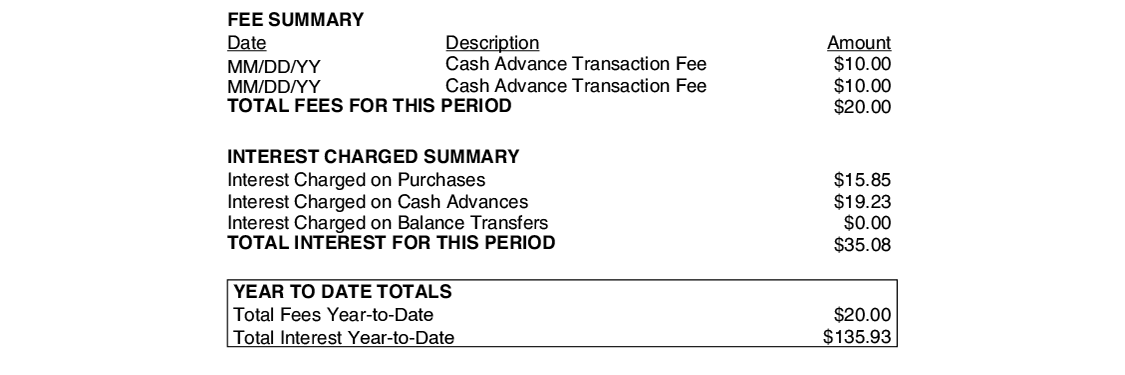 FEE SUMMARY
Date Description Amount
MM/DD/YY Cash Advance Transaction Fee $10.00
MM/DD/YY Cash Advance Transaction Fee $10.00
TOTAL FEES FOR THIS PERIOD $20.00
INTEREST CHARGED SUMMARY
Interest Charged on Purchases $15.85
Interest Charged on Cash Advances $19.23
Interest Charged on Balance Transfers $0.00
TOTAL INTEREST FOR THIS PERIOD $35.08
YEAR TO DATE TOTALS
Total Fees Year-to-Date $20.00
Total Interest Year-to-Date $135.93